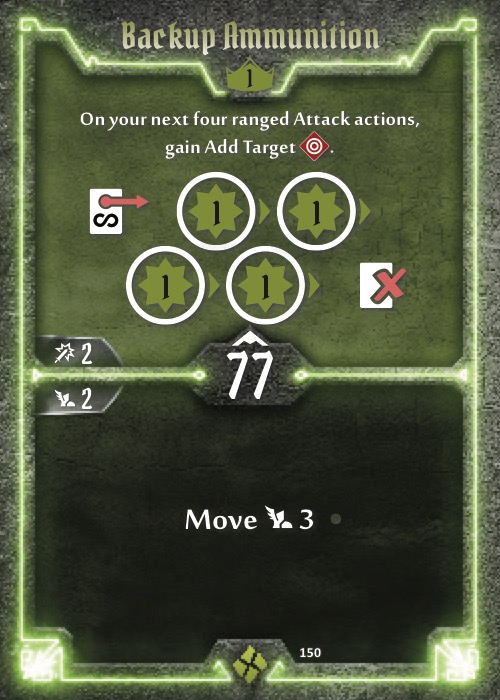 Backup Ammunition
1
On your next four ranged Attack actions,
gain Add Target .
1 1
1 1
2
77
2
Move 3
150